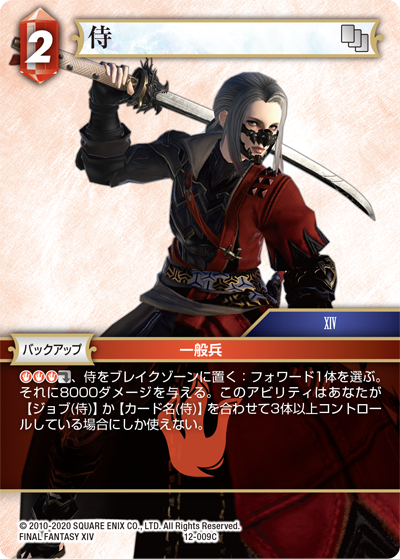 2
侍
XIV
バックアップ
一般兵
、侍をブレイクゾーンに置く：フォワード1体を選ぶ。
それに8000ダメージを与える。このアビリティはあなたが
【ジョブ(侍)】か【カード名(侍)】を合わせて3体以上コントロー
ルしている場合にしか使えない。
© 2010-2020 SQUARE ENIX CO., LTD. All Rights Reserved.
FINAL FANTASY XIV
12-009C